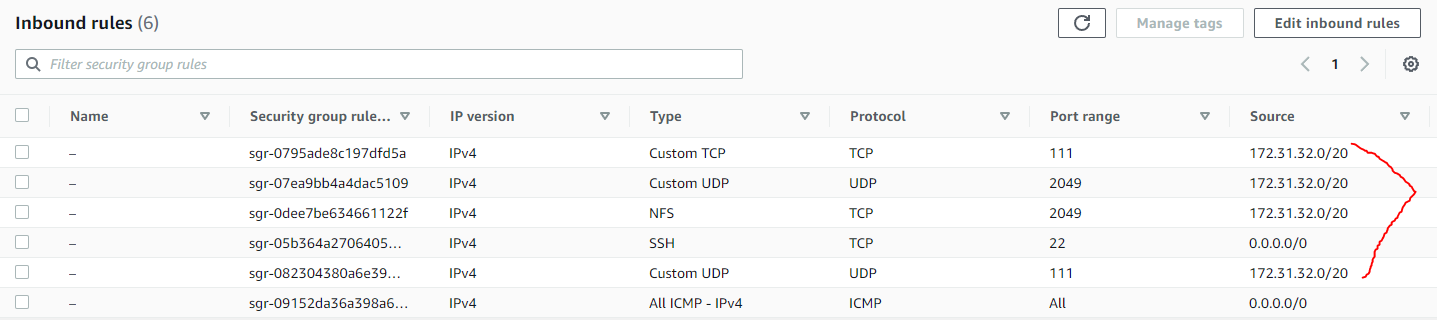 Inbound rules (6)
Manage tags
Edit inbound rules
Filter security group rules
1
Name Security group rule... IP version Type Protocol Port range Source
– sgr-0795ade8c197dfd5a IPv4 Custom TCP TCP 111 172.31.32.0/20
– sgr-07ea9bb4a4dac5109 IPv4 Custom UDP UDP 2049 172.31.32.0/20
– sgr-0dee7be634661122f IPv4 NFS TCP 2049 172.31.32.0/20
– sgr-05b364a2706405... IPv4 SSH TCP 22 0.0.0.0/0
– sgr-082304380a6e39... IPv4 Custom UDP UDP 111 172.31.32.0/20
– sgr-09152da36a398a6... IPv4 All ICMP - IPv4 ICMP All 0.0.0.0/0